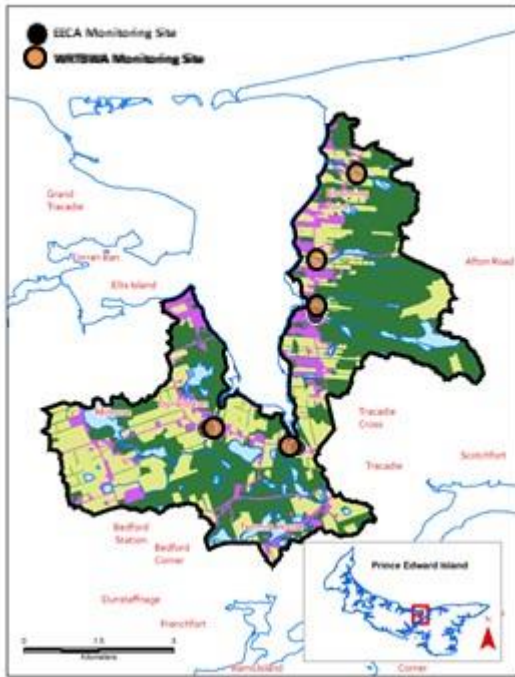 EECA Monitoring Site
WRTBWA Monitoring Site
Grand
Tracadie
Ellis Island
Afton Road
Tracadie
Cross
Tracadie
Scotchfort
Bedford
Station
Bedford
Corner
Dunstaffnage
Frenchfort
Corner
Prince Edward Island
N
0
3
Kilometers